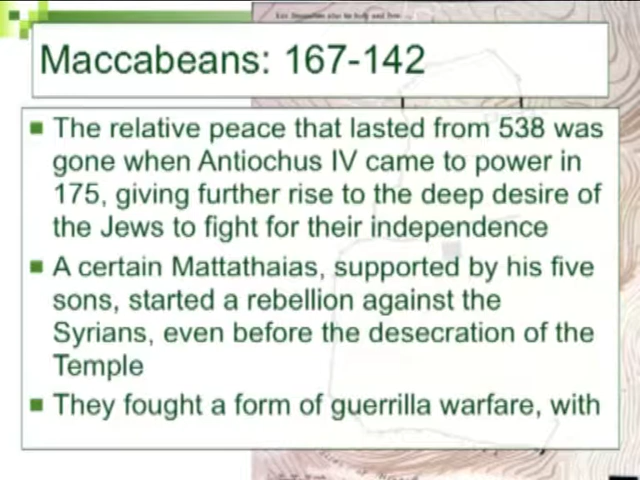 Maccabeans: 167-142
The relative peace that lasted from 538 was
gone when Antiochus IV came to power in
175, giving further rise to the deep desire of
the Jews to fight for their independence
A certain Mattathaias, supported by his five
sons, started a rebellion against the
Syrians, even before the desecration of the
Temple
They fought a form of guerrilla warfare, with